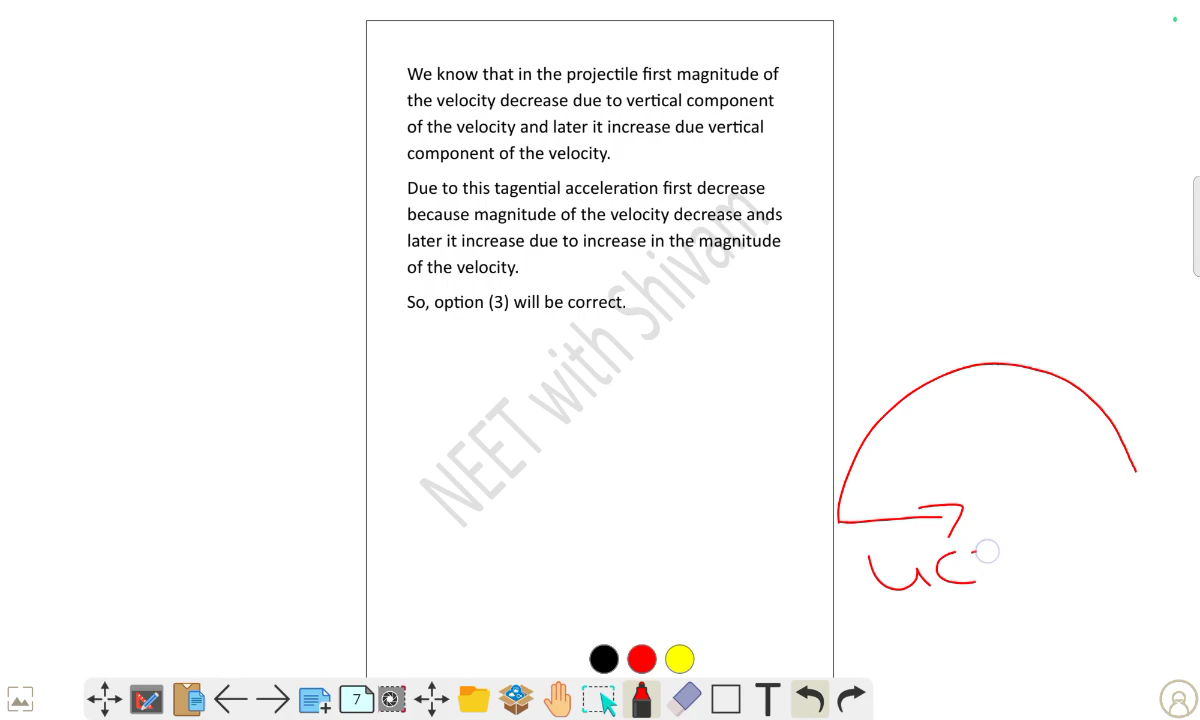 We know that in the projectile first magnitude of
the velocity decrease due to vertical component
of the velocity and later it increase due vertical
component of the velocity.
Due to this tagential acceleration first decrease
because magnitude of the velocity decrease ands
later it increase due to increase in the magnitude
of the velocity.
So, option (3) will be correct.
NEET with Shivam
uc
7
T